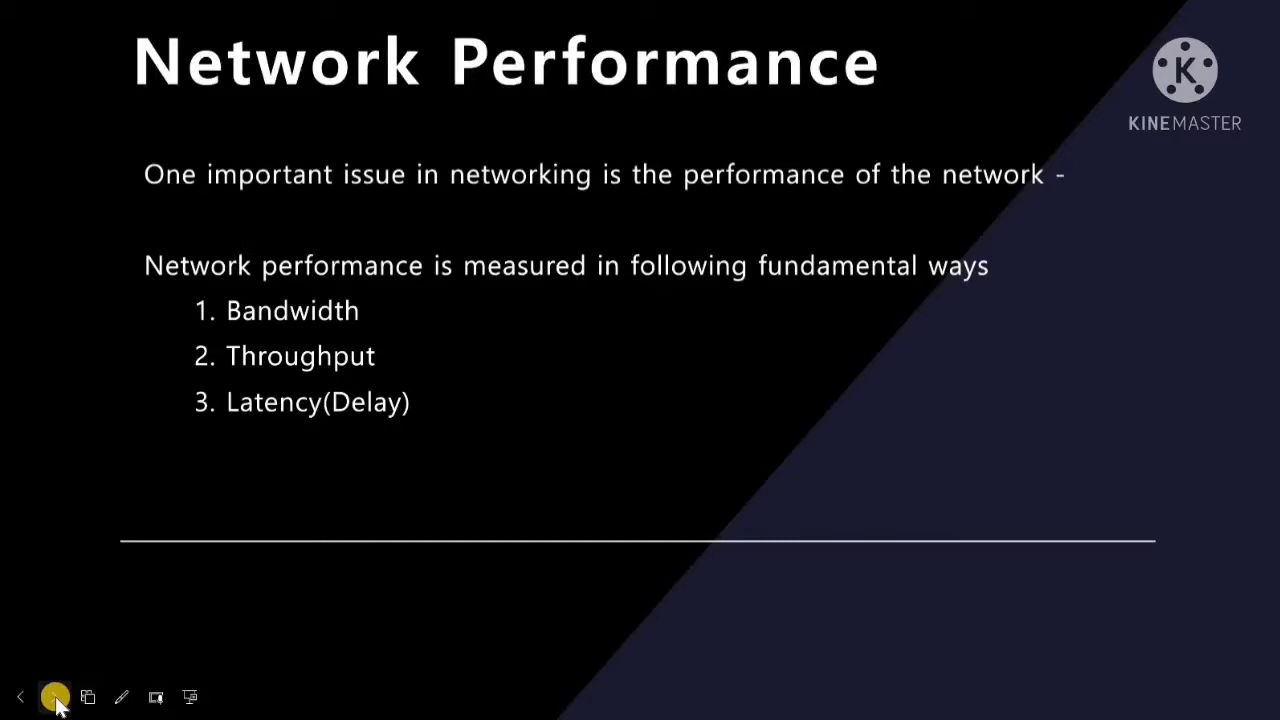 Network Performance
K
KINEMASTER
One important issue in networking is the performance of the network -
Network performance is measured in following fundamental ways
1. Bandwidth
2. Throughput
3. Latency(Delay)